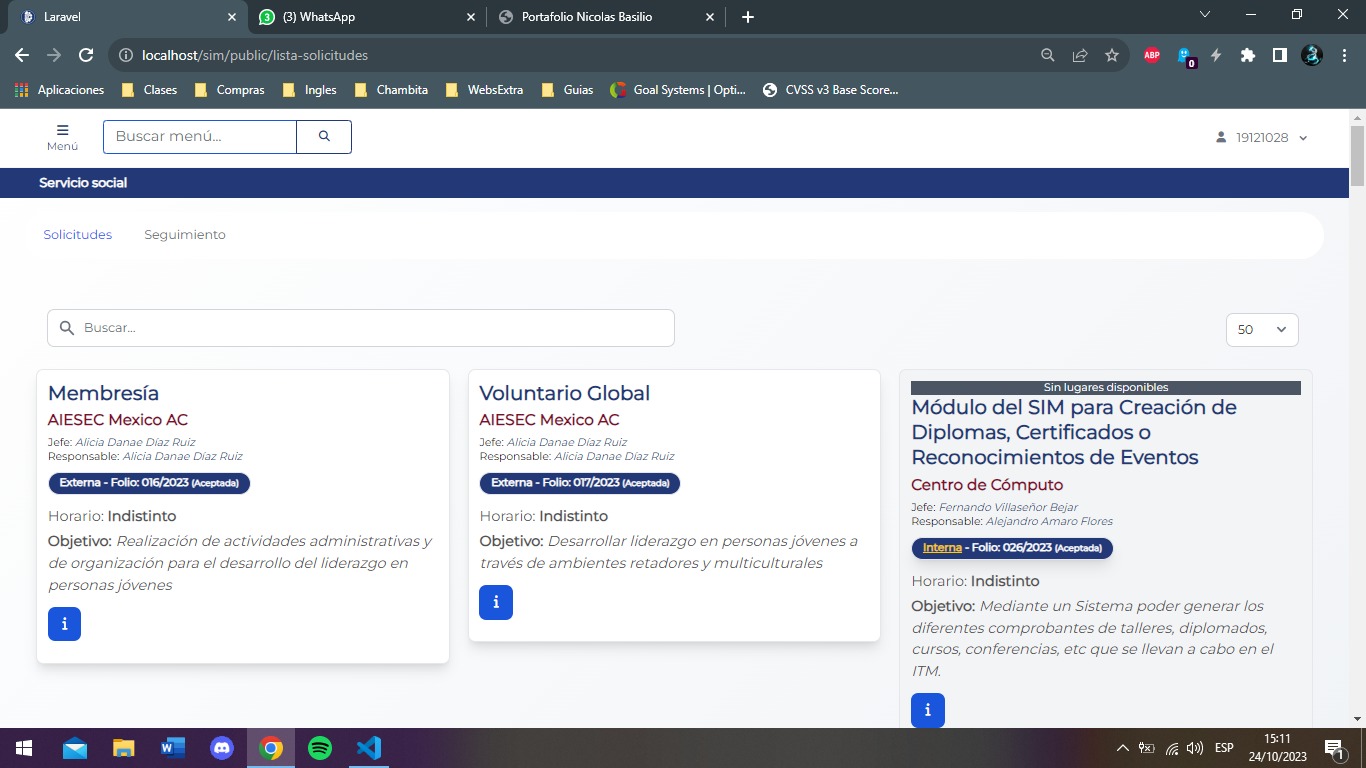 Laravel
3
(3) WhatsApp
Portafolio Nicolas Basilio
localhost/sim/public/lista-solicitudes
ABP
0
Aplicaciones
Clases
Compras
Ingles
Chambita
WebsExtra
Guias
Goal Systems | Opti...
CVSS v3 Base Score...
Menú
Buscar menú...
19121028
Servicio social
Solicitudes
Seguimiento
Buscar...
50
Membresía
AIESEC Mexico AC
Jefe: Alicia Danae Díaz Ruiz
Responsable: Alicia Danae Díaz Ruiz
Externa - Folio: 016/2023 (Aceptada)
Horario: Indistinto
Objetivo: Realización de actividades administrativas y
de organización para el desarrollo del liderazgo en
personas jóvenes
i
Voluntario Global
AIESEC Mexico AC
Jefe: Alicia Danae Díaz Ruiz
Responsable: Alicia Danae Díaz Ruiz
Externa - Folio: 017/2023 (Aceptada)
Horario: Indistinto
Objetivo: Desarrollar liderazgo en personas jóvenes a
través de ambientes retadores y multiculturales
i
Sin lugares disponibles
Módulo del SIM para Creación de
Diplomas, Certificados o
Reconocimientos de Eventos
Centro de Cómputo
Jefe: Fernando Villaseñor Bejar
Responsable: Alejandro Amaro Flores
Interna - Folio: 026/2023 (Aceptada)
Horario: Indistinto
Objetivo: Mediante un Sistema poder generar los
diferentes comprobantes de talleres, diplomados,
cursos, conferencias, etc que se llevan a cabo en el
ITM.
i
ESP
15:11
24/10/2023
1